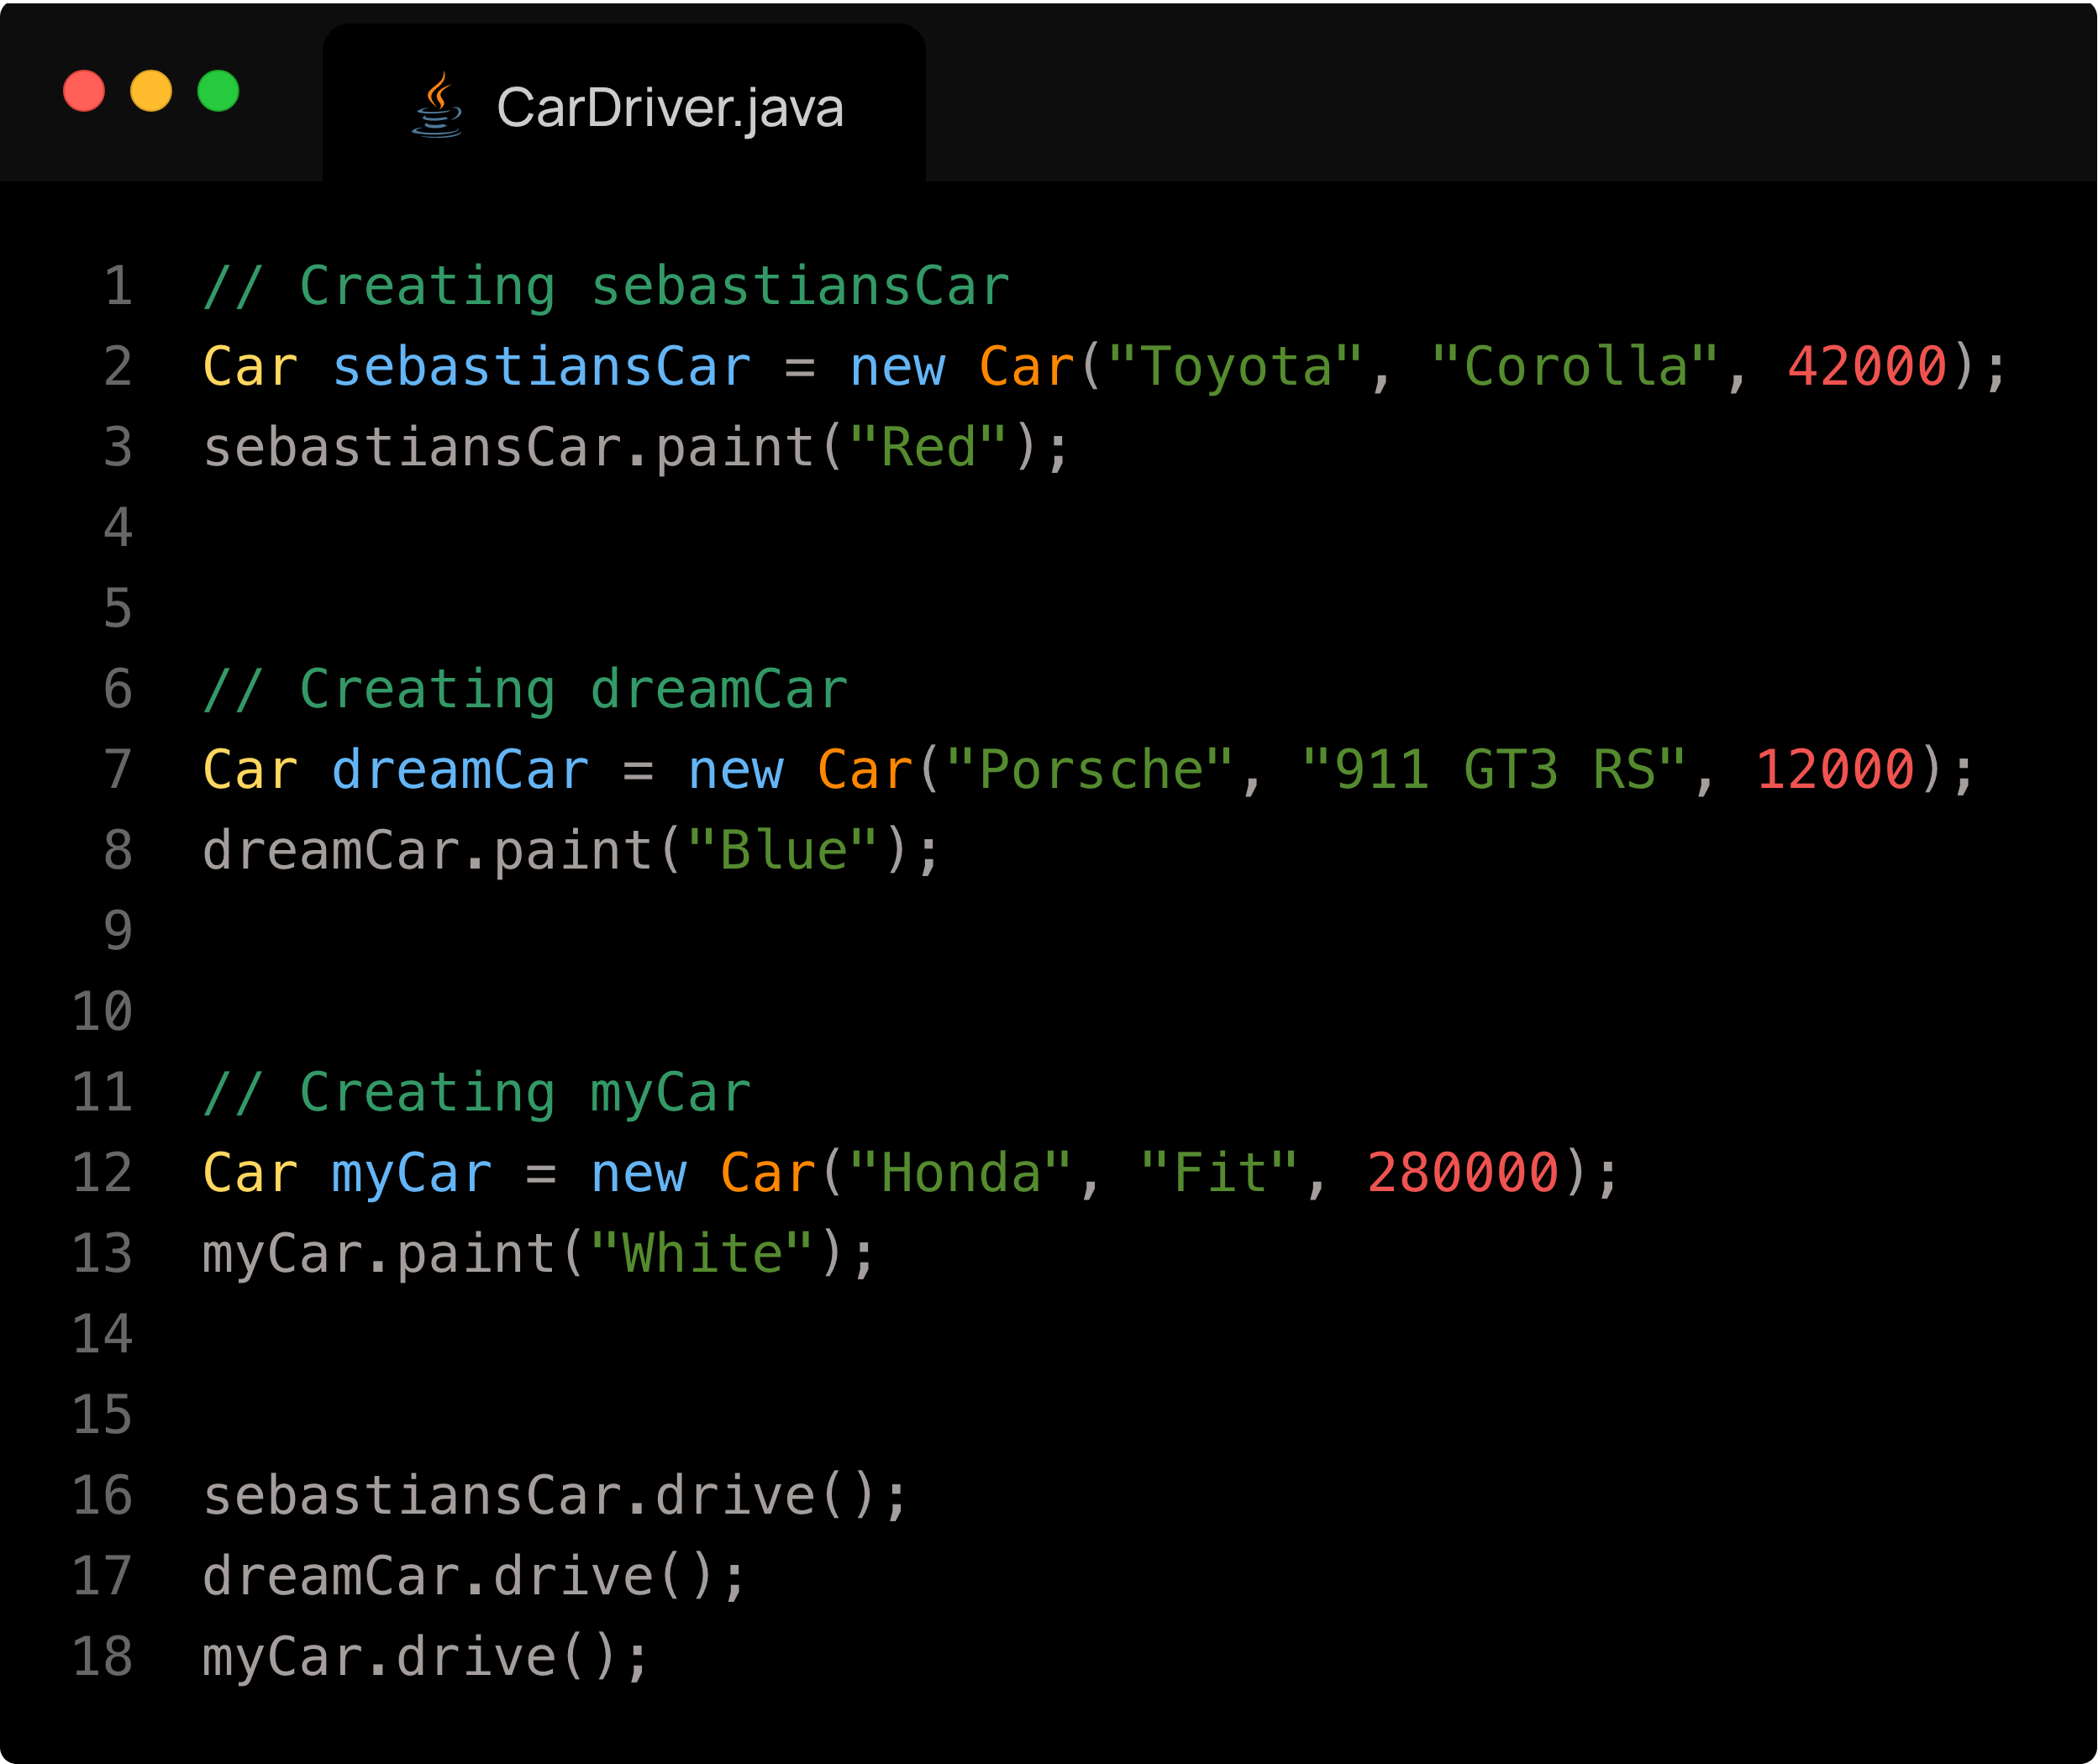 CarDriver.java
1 // Creating sebastiansCar
2 Car sebastiansCar = new Car("Toyota", "Corolla", 42000);
3 sebastiansCar.paint("Red");
4
5
6 // Creating dreamCar
7 Car dreamCar = new Car("Porsche", "911 GT3 RS", 12000);
8 dreamCar.paint("Blue");
9
10
11 // Creating myCar
12 Car myCar = new Car("Honda", "Fit", 280000);
13 myCar.paint("White");
14
15
16 sebastiansCar.drive();
17 dreamCar.drive();
18 myCar.drive();